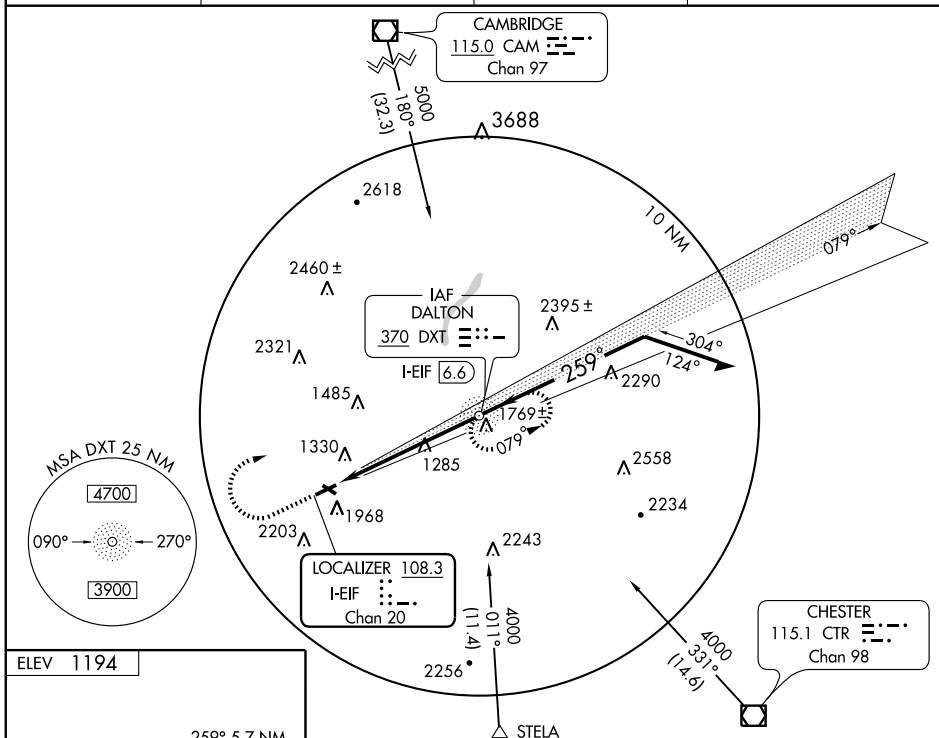 CAMBRIDGE
115.0 CAM
Chan 97
5000
180°
(32.3)
3688
2618
10 NM
079°
2460 ±
IAF
DALTON
370 DXT
I-EIF 6.6
2395 ±
304°
124°
259°
2321
2290
1485
1769±
079°
1330
1285
MSA DXT 25 NM
4700
090°
270°
3900
2558
2234
1968
2203
2243
LOCALIZER 108.3
I-EIF
Chan 20
4000
011°
(11.4)
4000
331°
(14.6)
CHESTER
115.1 CTR
Chan 98
2256
STELA
ELEV 1194
259° 5.7 NM